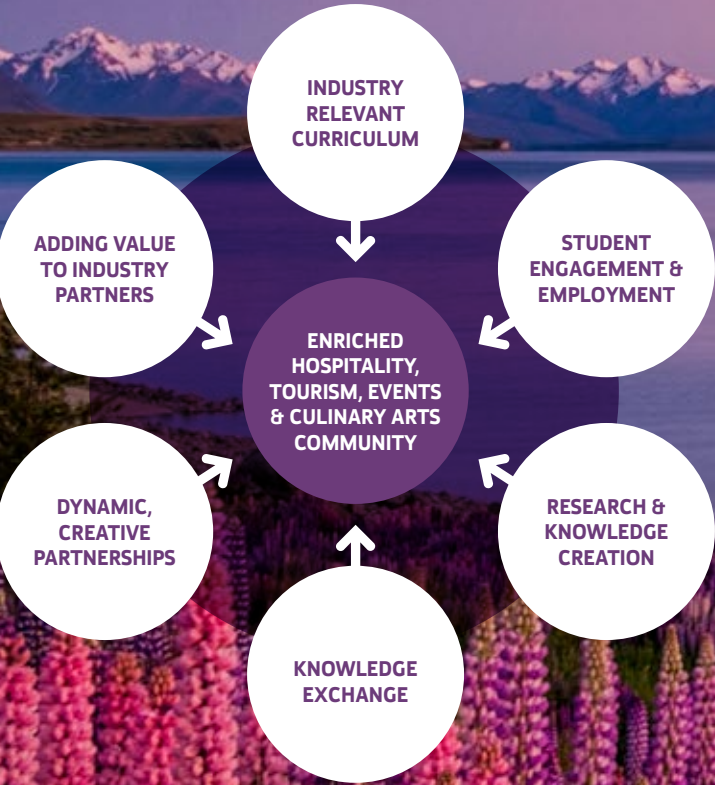 INDUSTRY
RELEVANT
CURRICULUM
ADDING VALUE
TO INDUSTRY
PARTNERS
STUDENT
ENGAGEMENT &
EMPLOYMENT
ENRICHED
HOSPITALITY,
TOURISM, EVENTS
& CULINARY ARTS
COMMUNITY
DYNAMIC,
CREATIVE
PARTNERSHIPS
RESEARCH &
KNOWLEDGE
CREATION
KNOWLEDGE
EXCHANGE